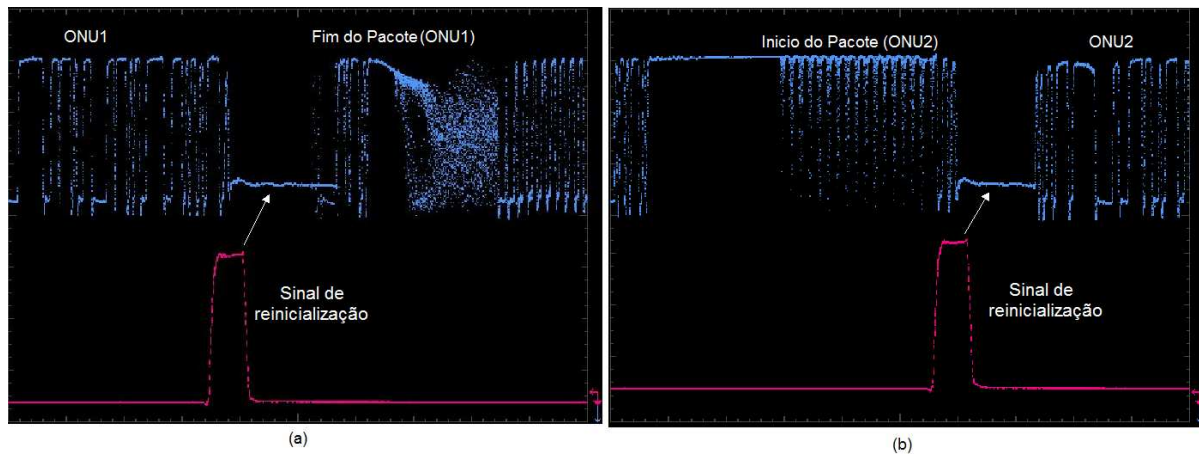 ONU1
Fim do Pacote (ONU1)
Sinal de
reinicialização
(a)
Inicio do Pacote (ONU2)
ONU2
Sinal de
reinicialização
(b)